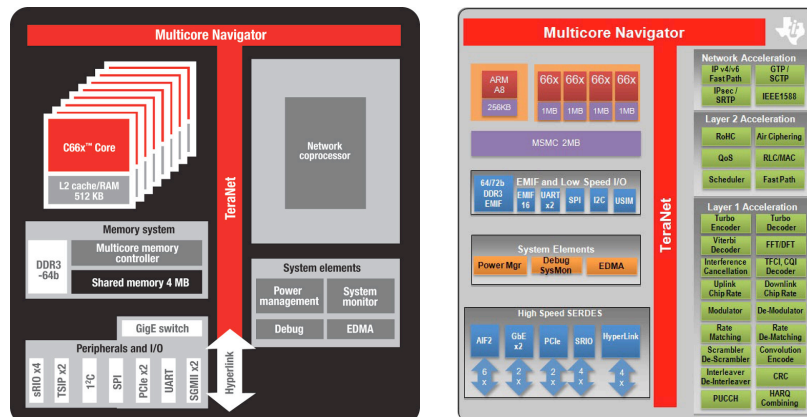 Multicore Navigator
C66x™ Core
L2 cache/RAM
512 KB
TeraNet
Network
coprocessor
Memory system
DDR3
-64b
Multicore memory
controller
Shared memory 4 MB
System elements
Power
management
System
monitor
Debug
EDMA
GigE switch
Peripherals and I/O
sRIO x4
TSIP x2
I²C
SPI
PCIe x2
UART
SGMII x2
Hyperlink
Multicore Navigator
ARM
A8
256KB
66x
66x
66x
66x
1MB
1MB
1MB
1MB
MSMC 2MB
TeraNet
EMIF and Low Speed I/O
64/72b
DDR3
EMIF
EMIF
16
UART
x2
SPI
I2C
USIM
System Elements
Power Mgr
Debug
SysMon
EDMA
High Speed SERDES
AIF2
GbE
x2
PCIe
SRIO
HyperLink
6
x
2
x
2
x
4
x
4
x
Network Acceleration
IP v4/v6
Fast Path
GTP /
SCTP
IPsec /
SRTP
IEEE1588
Layer 2 Acceleration
RoHC
Air Ciphering
QoS
RLC/MAC
Scheduler
Fast Path
Layer 1 Acceleration
Turbo
Encoder
Turbo
Decoder
Viterbi
Decoder
FFT/DFT
Interference
Cancellation
TFCI, CQI
Decoder
Uplink
Chip Rate
Downlink
Chip Rate
Modulator
De-Modulator
Rate
Matching
Rate
De-Matching
Scrambler
De-Scrambler
Convolution
Encode
Interleaver
De-Interleaver
CRC
PUCCH
HARQ
Combining